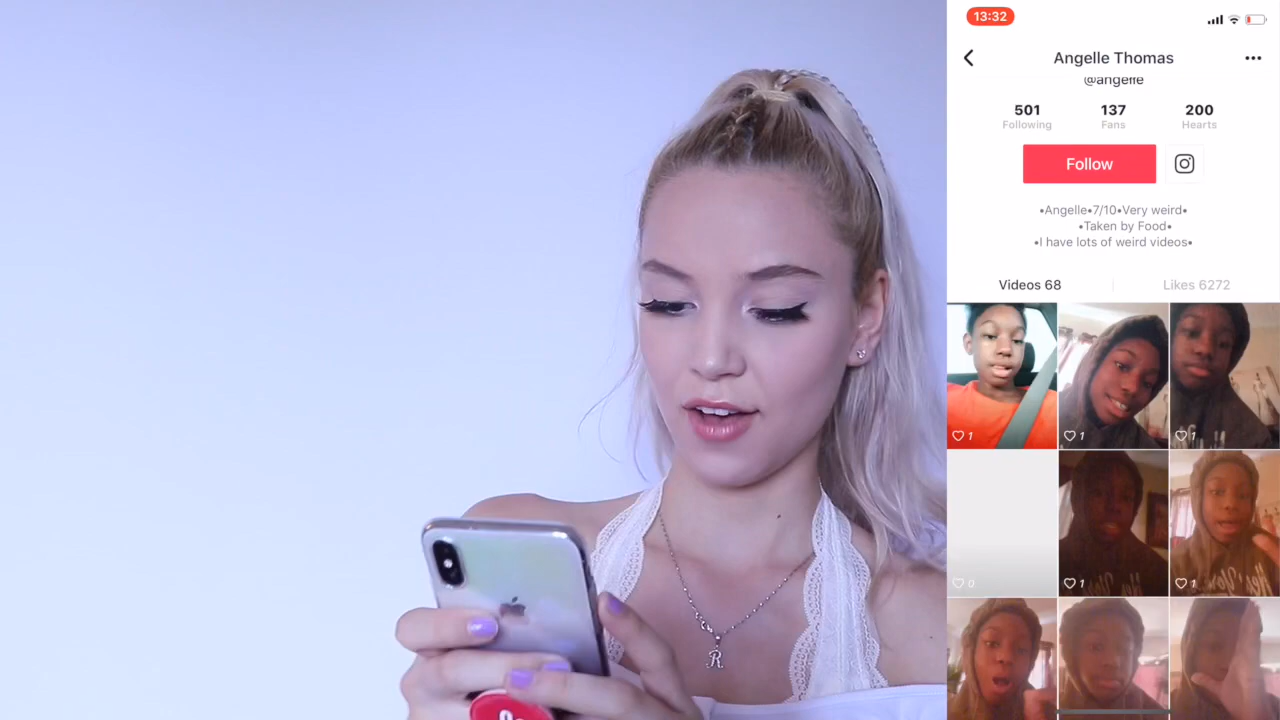 13:32
Angelle Thomas
@angelle
501 137 200
Following Fans Hearts
Follow
•Angelle•7/10•Very weird•
•Taken by Food•
•I have lots of weird videos•
Videos 68 Likes 6272
1 1 1
0 1 1
R